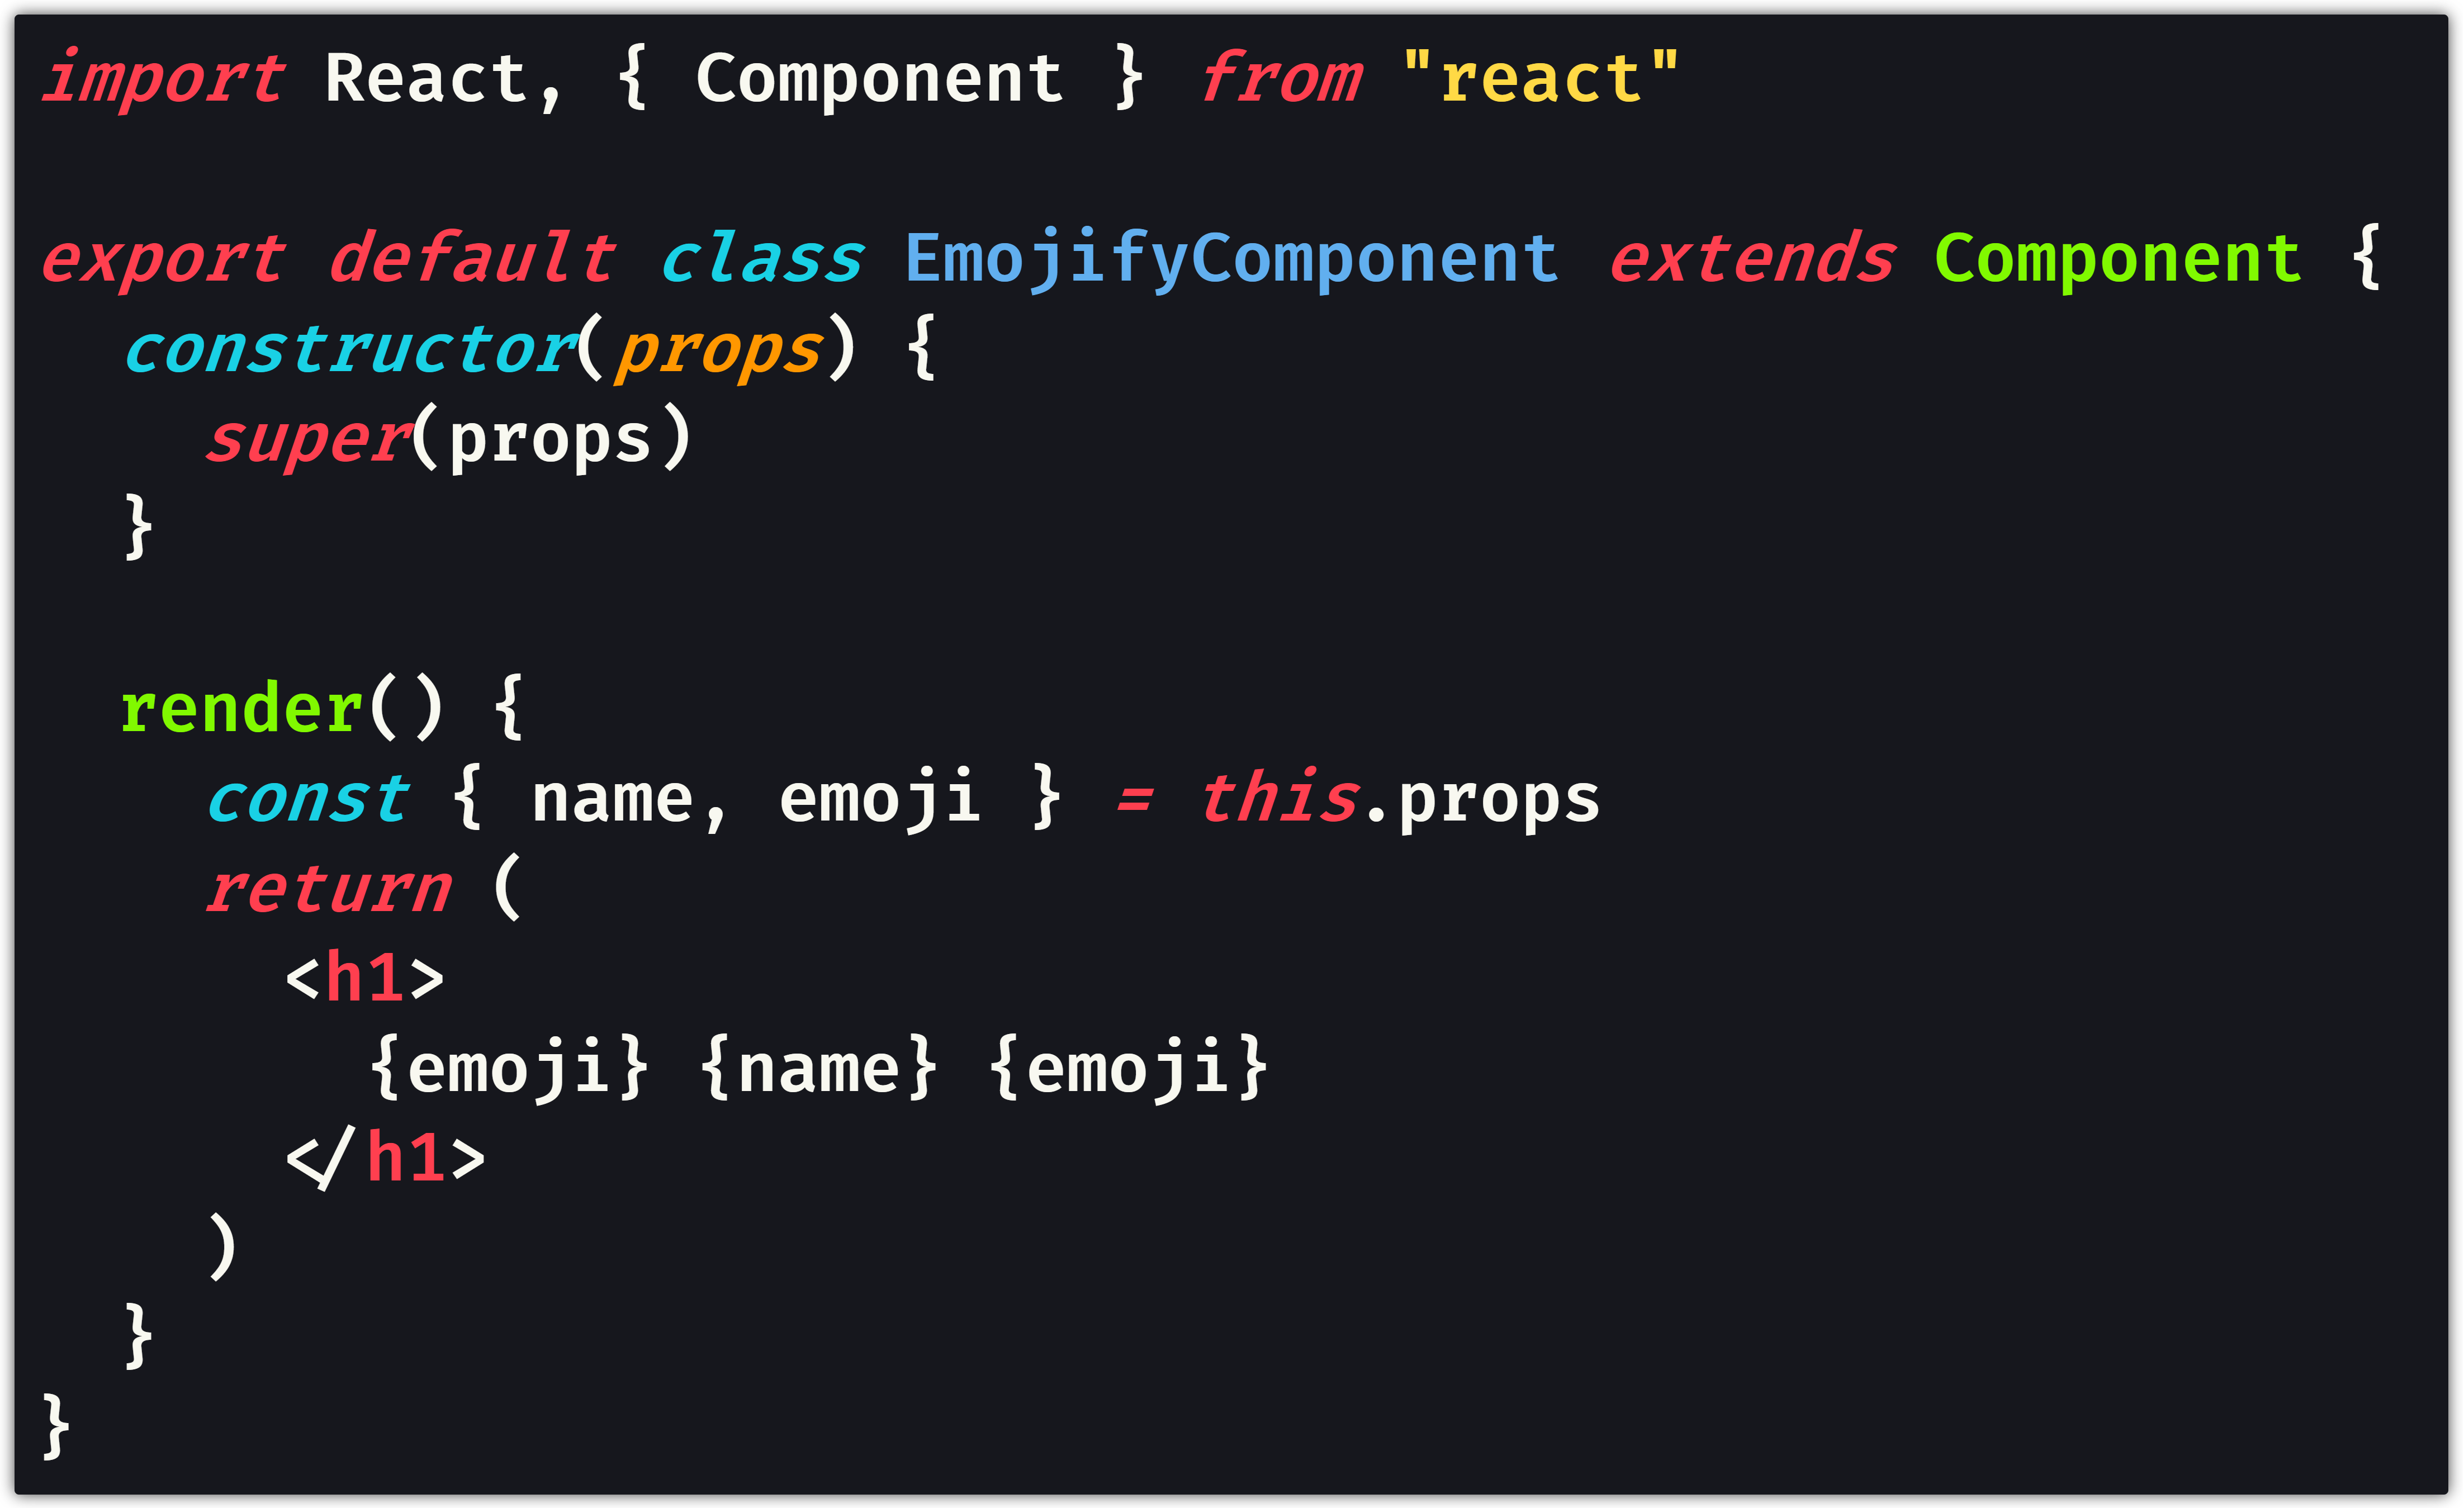 import React, { Component } from "react"
export default class EmojifyComponent extends Component {
  constructor(props) {
    super(props)
  }
  render() {
    const { name, emoji } = this.props
    return (
      <h1>
        {emoji} {name} {emoji}
      </h1>
    )
  }
}